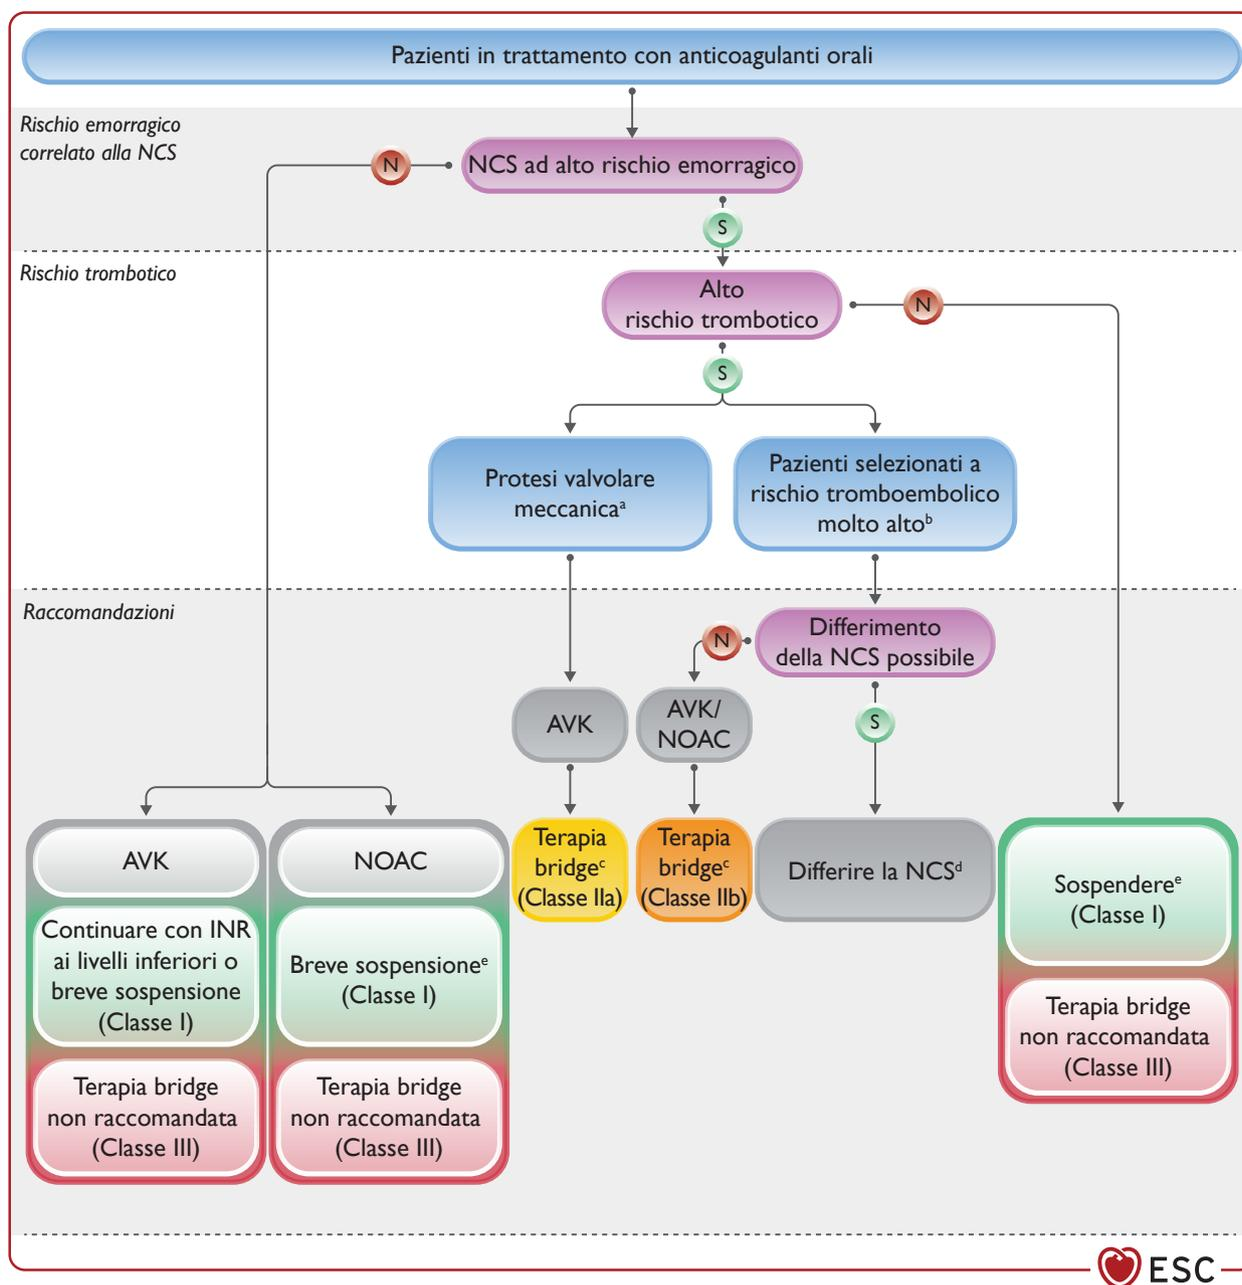 Pazienti in trattamento con anticoagulanti orali
Rischio emorragico
correlato alla NCS
N
NCS ad alto rischio emorragico
S
Rischio trombotico
Alto
rischio trombotico
N
S
Protesi valvolare
meccanicaᵃ
Pazienti selezionati a
rischio tromboembolico
molto altoᵇ
Raccomandazioni
Differimento
della NCS possibile
N
S
AVK
AVK/
NOAC
AVK
Continuare con INR
ai livelli inferiori o
breve sospensione
(Classe I)
Terapia bridge
non raccomandata
(Classe III)
NOAC
Breve sospensioneᵉ
(Classe I)
Terapia bridge
non raccomandata
(Classe III)
Terapia
bridgeᶜ
(Classe IIa)
Terapia
bridgeᶜ
(Classe IIb)
Differire la NCSᵈ
Sospendereᵉ
(Classe I)
Terapia bridge
non raccomandata
(Classe III)
ESC